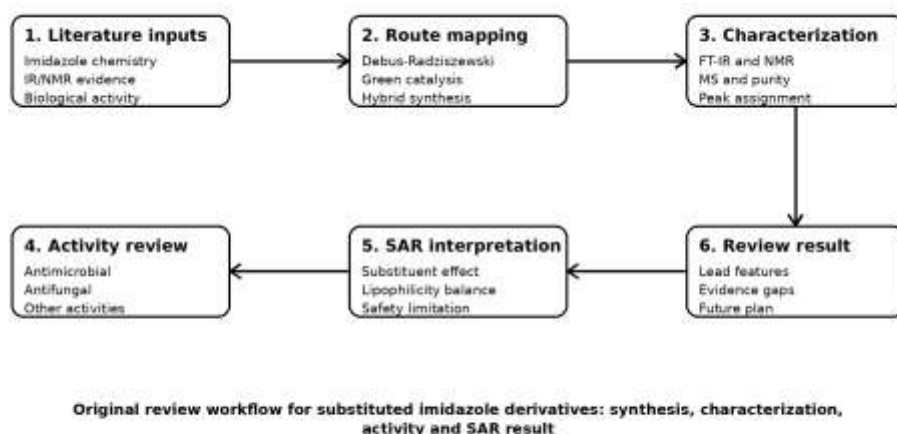 1. Literature inputs
Imidazole chemistry
IR/NMR evidence
Biological activity
2. Route mapping
Debus-Radziszewski
Green catalysis
Hybrid synthesis
3. Characterization
FT-IR and NMR
MS and purity
Peak assignment
4. Activity review
Antimicrobial
Antifungal
Other activities
5. SAR interpretation
Substituent effect
Lipophilicity balance
Safety limitation
6. Review result
Lead features
Evidence gaps
Future plan
Original review workflow for substituted imidazole derivatives: synthesis, characterization,
activity and SAR result